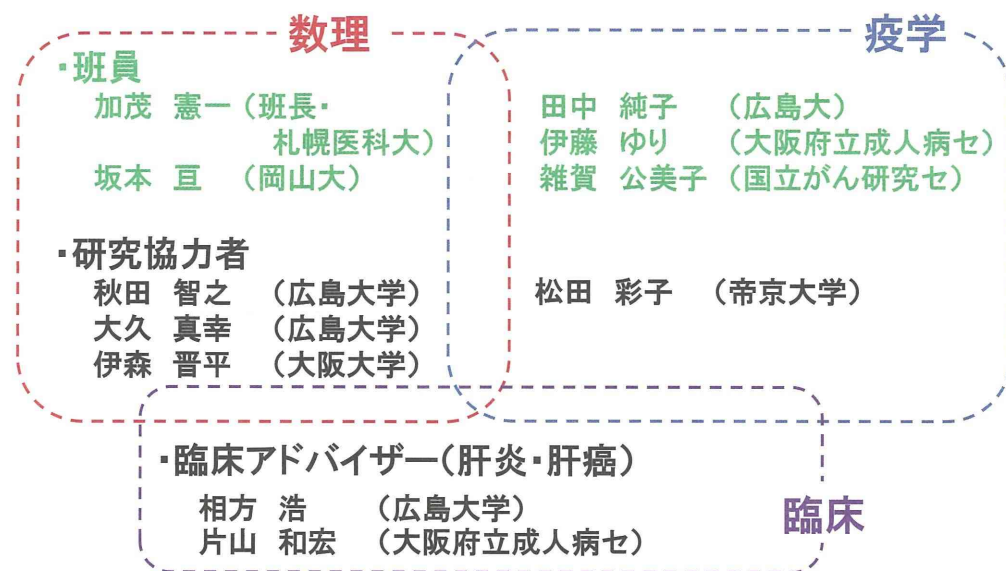 数理
疫学
・班員
加茂 憲一(班長・
札幌医科大)
坂本 亘 (岡山大)
田中 純子 (広島大)
伊藤 ゆり (大阪府立成人病セ)
雑賀 公美子 (国立がん研究セ)
・研究協力者
秋田 智之 (広島大学)
大久 真幸 (広島大学)
伊森 晋平 (大阪大学)
松田 彩子 (帝京大学)
・臨床アドバイザー(肝炎・肝癌)
相方 浩 (広島大学)
片山 和宏 (大阪府立成人病セ)
臨床